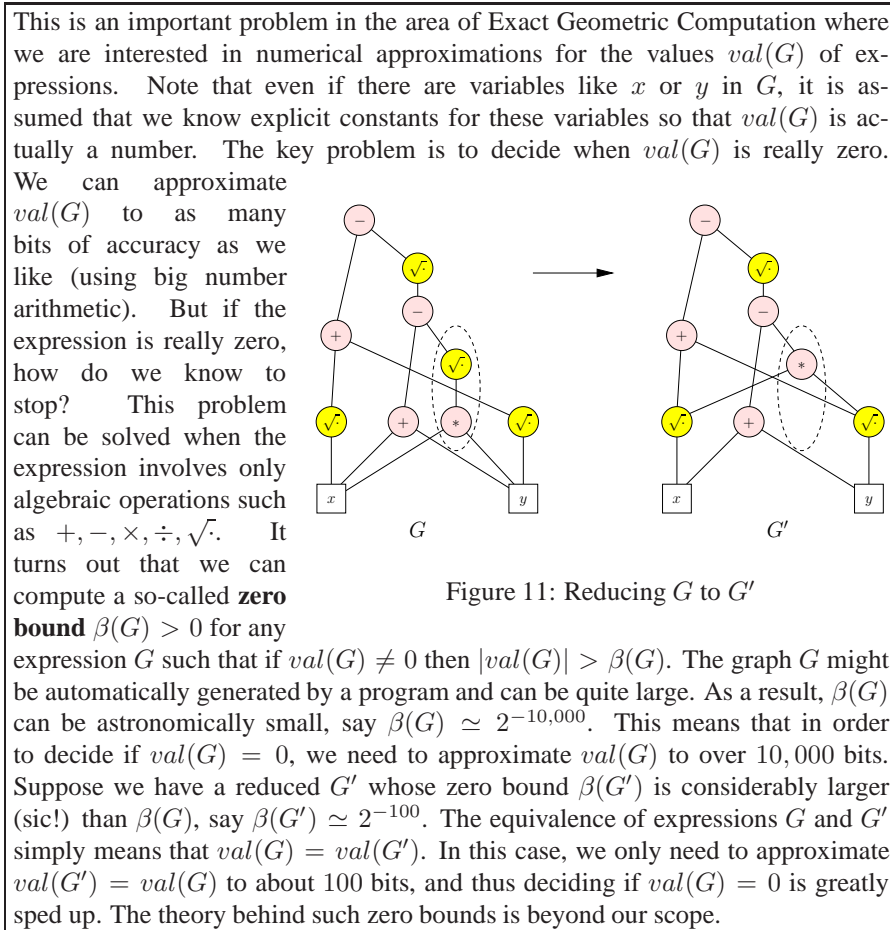 This is an important problem in the area of Exact Geometric Computation where
we are interested in numerical approximations for the values val(G) of ex-
pressions. Note that even if there are variables like x or y in G, it is as-
sumed that we know explicit constants for these variables so that val(G) is ac-
tually a number. The key problem is to decide when val(G) is really zero.
We can approximate
val(G) to as many
bits of accuracy as we
like (using big number
arithmetic). But if the
expression is really zero,
how do we know to
stop? This problem
can be solved when the
expression involves only
algebraic operations such
as +, −, ×, ÷, √·. It
turns out that we can
compute a so-called zero
bound β(G) > 0 for any
−
√·
−
+
√·
√·
+
*
√·
x
y
G
−
√·
−
+
*
√·
+
√·
x
y
G′
Figure 11: Reducing G to G′
expression G such that if val(G) ≠ 0 then |val(G)| > β(G). The graph G might
be automatically generated by a program and can be quite large. As a result, β(G)
can be astronomically small, say β(G) ≃ 2^{−10,000}. This means that in order
to decide if val(G) = 0, we need to approximate val(G) to over 10, 000 bits.
Suppose we have a reduced G′ whose zero bound β(G′) is considerably larger
(sic!) than β(G), say β(G′) ≃ 2^{−100}. The equivalence of expressions G and G′
simply means that val(G) = val(G′). In this case, we only need to approximate
val(G′) = val(G) to about 100 bits, and thus deciding if val(G) = 0 is greatly
sped up. The theory behind such zero bounds is beyond our scope.